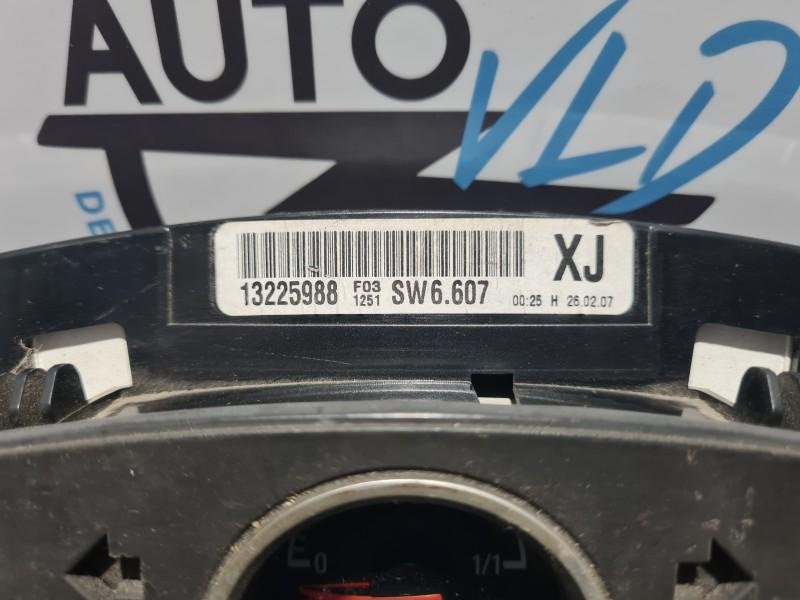 AUTO
VLD
DE
13225988 F03 1251 SW6.607 XJ
00:25 H 26.02.07
0 1/1